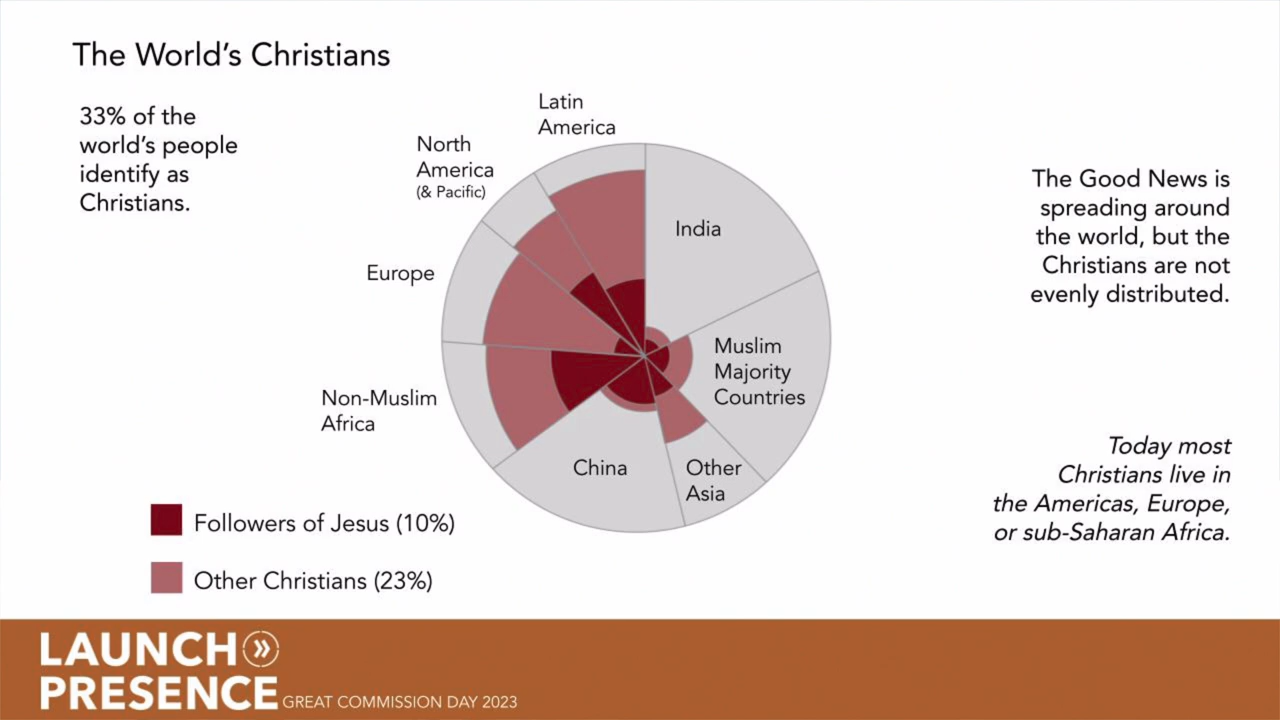 The World's Christians
33% of the
world's people
identify as
Christians.
Latin
America
North
America
(& Pacific)
Europe
Non-Muslim
Africa
India
Muslim
Majority
Countries
China
Other
Asia
The Good News is
spreading around
the world, but the
Christians are not
evenly distributed.
Today most
Christians live in
the Americas, Europe,
or sub-Saharan Africa.
Followers of Jesus (10%)
Other Christians (23%)
LAUNCH
PRESENCE GREAT COMMISSION DAY 2023